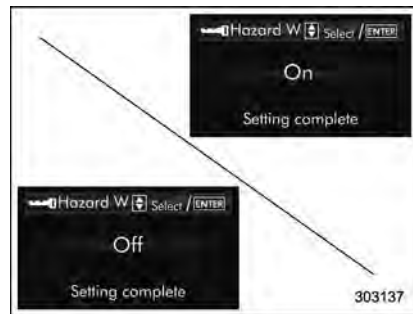 Hazard W Select / ENTER
On
Setting complete
Hazard W Select / ENTER
Off
Setting complete
303137